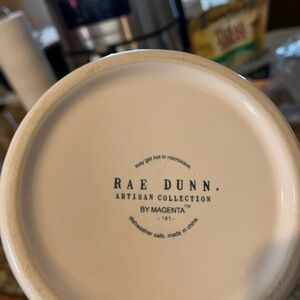 may get hot in microwave.
RAE DUNN.
ARTISAN COLLECTION
BY MAGENTA™
- 181 -
dishwasher safe. made in china.